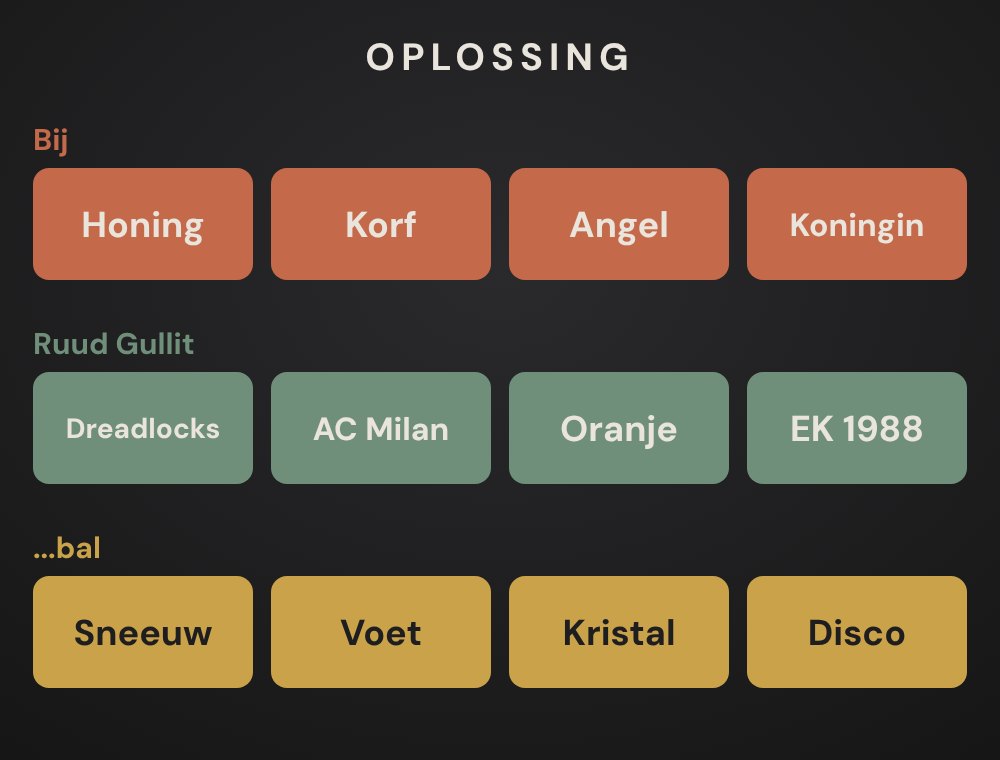 OPLOSSING
Bij
Honing Korf Angel Koningin
Ruud Gullit
Dreadlocks AC Milan Oranje EK 1988
...bal
Sneeuw Voet Kristal Disco